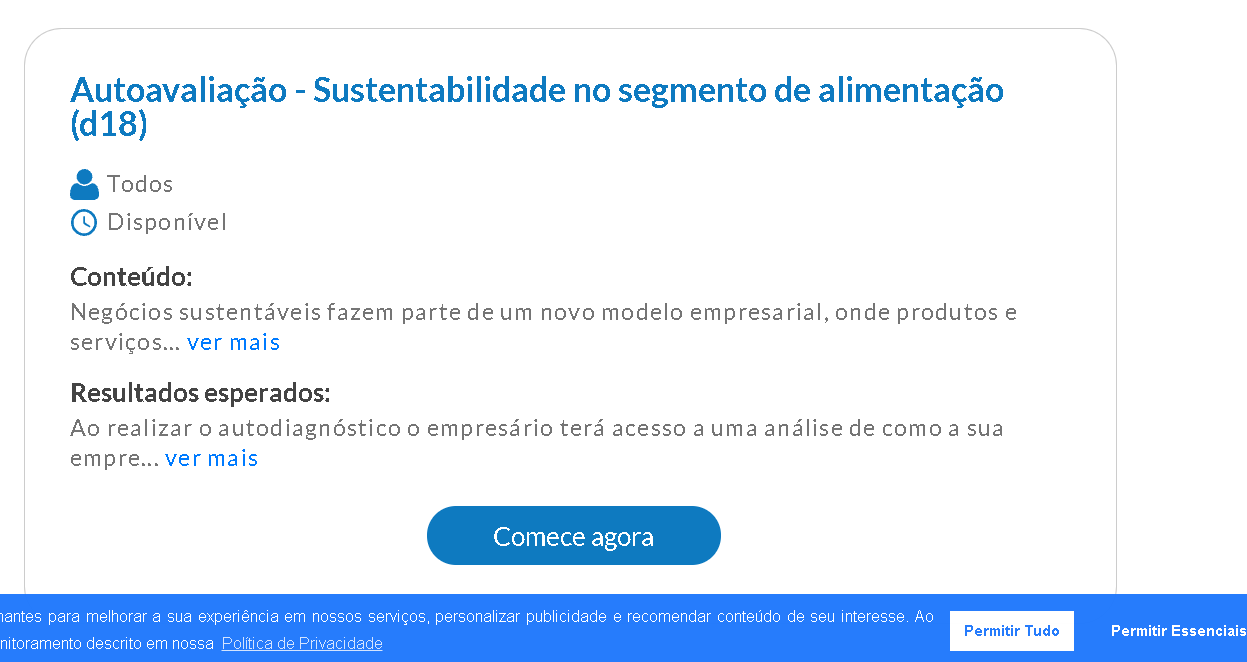 Autoavaliação - Sustentabilidade no segmento de alimentação
(d18)
Todos
Disponível
Conteúdo:
Negócios sustentáveis fazem parte de um novo modelo empresarial, onde produtos e
serviços... ver mais
Resultados esperados:
Ao realizar o autodiagnóstico o empresário terá acesso a uma análise de como a sua
empre... ver mais
Comece agora
para melhorar a sua experiência em nossos serviços, personalizar publicidade e recomendar conteúdo de seu interesse. Ao
descrito em nossa Política de Privacidade
Permitir Tudo
Permitir Essenciais